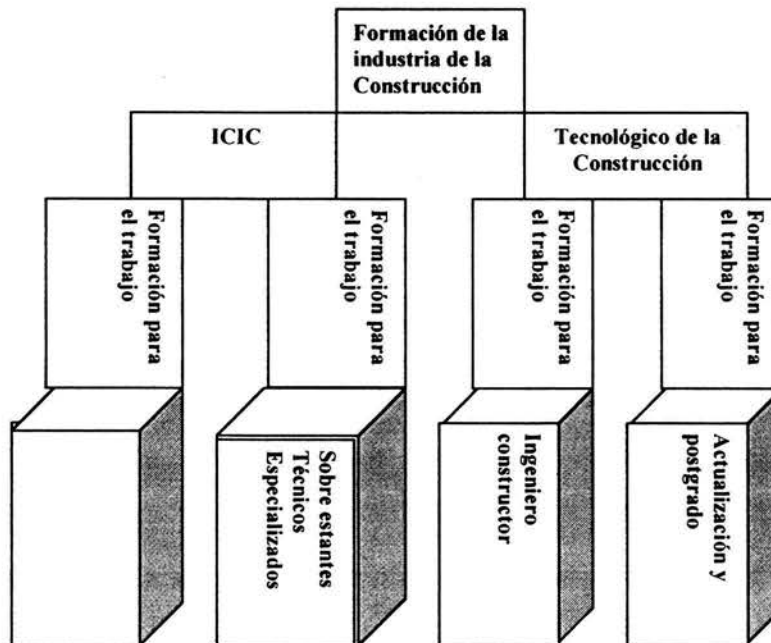 Formación de la
industria de la
Construcción
ICIC
Tecnológico de la
Construcción
Formación para
el trabajo
Formación para
el trabajo
Formación para
el trabajo
Formación para
el trabajo
Sobre estantes
Técnicos
Especializados
Ingeniero
constructor
Actualización y
postgrado